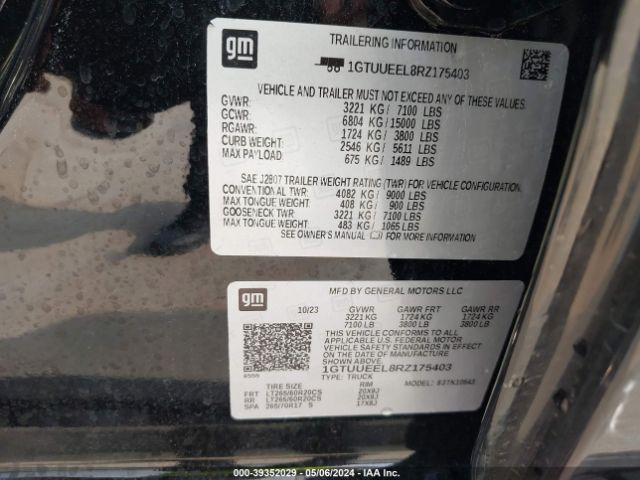 gm
TRAILERING INFORMATION
1GTUUEEL8RZ175403
VEHICLE AND TRAILER MUST NOT EXCEED ANY OF THESE VALUES
GVWR: 3221 KG / 7100 LBS
GCWR: 6804 KG / 15000 LBS
RGAWR: 1724 KG / 3800 LBS
CURB WEIGHT: 2546 KG / 5611 LBS
MAX PAYLOAD: 675 KG / 1489 LBS
SAE J2807 TRAILER WEIGHT RATING (TWR) FOR VEHICLE CONFIGURATION.
CONVENTIONAL TWR: 4082 KG / 9000 LBS
MAX TONGUE WEIGHT: 408 KG / 900 LBS
GOOSENECK TWR: 3221 KG / 7100 LBS
MAX TONGUE WEIGHT: 483 KG / 1065 LBS
SEE OWNER'S MANUAL FOR MORE INFORMATION
gm
MFD BY GENERAL MOTORS LLC
10/23 GVWR GAWR FRT GAWR RR
3221 KG 1724 KG 1724 KG
7100 LB 3800 LB 3800 LB
THIS VEHICLE CONFORMS TO ALL
APPLICABLE U.S. FEDERAL MOTOR
VEHICLE SAFETY STANDARDS IN
EFFECT ON THE DATE OF MANUFACTURE
SHOWN ABOVE.
1GTUUEEL8RZ175403
TYPE: TRUCK
TIRE SIZE RIM MODEL:
FRT LT265/60R20CS 20X9J
RR LT265/60R20CS 20X9J
SPA 265/70R17 S 17X8J
000-39352029 - 05/06/2024 - IAA Inc.